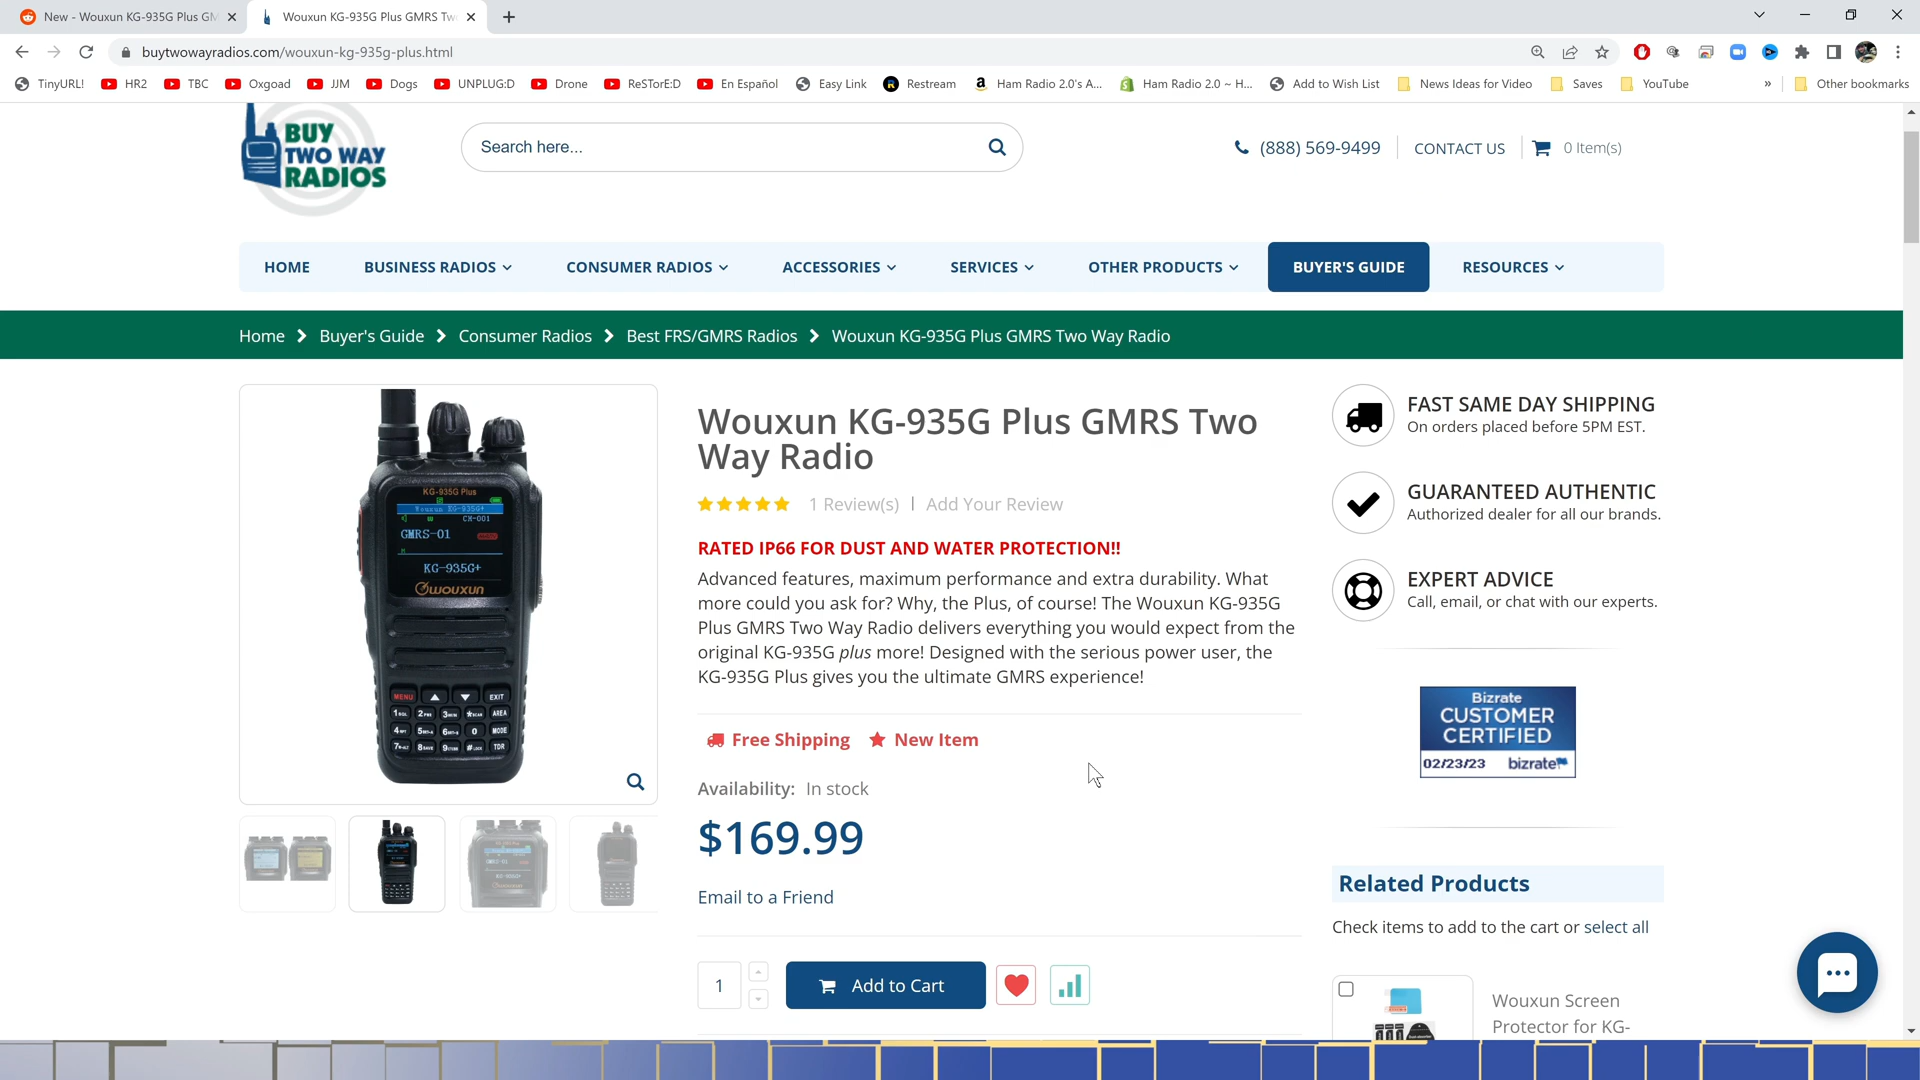 New - Wouxun KG-935G Plus GM
Wouxun KG-935G Plus GMRS Tw
buytwowayradios.com/wouxun-kg-935g-plus.html
TinyURL!
HR2
TBC
Oxgoad
JJM
Dogs
UNPLUG:D
Drone
ReSTorE:D
En Español
Easy Link
Restream
Ham Radio 2.0's A...
Ham Radio 2.0 ~ H...
Add to Wish List
News Ideas for Video
Saves
YouTube
»
Other bookmarks
BUY
TWO WAY
RADIOS
Search here...
(888) 569-9499
CONTACT US
0 Item(s)
HOME
BUSINESS RADIOS
CONSUMER RADIOS
ACCESSORIES
SERVICES
OTHER PRODUCTS
BUYER'S GUIDE
RESOURCES
Home
Buyer's Guide
Consumer Radios
Best FRS/GMRS Radios
Wouxun KG-935G Plus GMRS Two Way Radio
KG-935G Plus
Wouxun KG-935G+
CH-001
GMRS-01
KG-935G+
WOUXUN
MENU
EXIT
AREA
MODE
TDR
Wouxun KG-935G Plus GMRS Two
Way Radio
1 Review(s) | Add Your Review
RATED IP66 FOR DUST AND WATER PROTECTION!!
Advanced features, maximum performance and extra durability. What
more could you ask for? Why, the Plus, of course! The Wouxun KG-935G
Plus GMRS Two Way Radio delivers everything you would expect from the
original KG-935G plus more! Designed with the serious power user, the
KG-935G Plus gives you the ultimate GMRS experience!
Free Shipping
New Item
Availability: In stock
$169.99
Email to a Friend
1
Add to Cart
FAST SAME DAY SHIPPING
On orders placed before 5PM EST.
GUARANTEED AUTHENTIC
Authorized dealer for all our brands.
EXPERT ADVICE
Call, email, or chat with our experts.
Bizrate
CUSTOMER
CERTIFIED
02/23/23 bizrate
Related Products
Check items to add to the cart or select all
Wouxun Screen
Protector for KG-